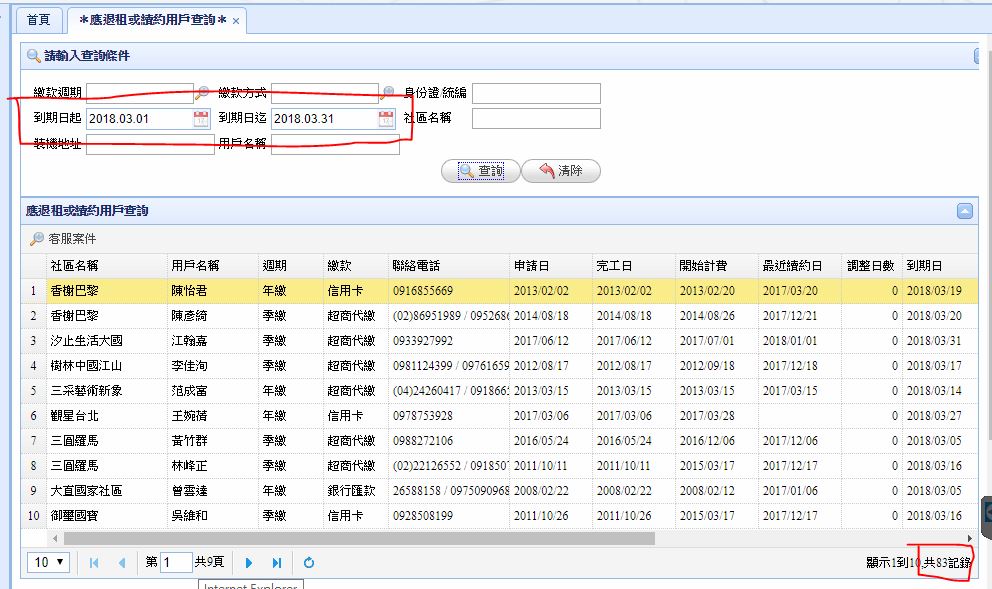 首頁 *應退租或續約用戶查詢* ×
請輸入查詢條件
繳款週期 繳款方式 身份證/統編
到期日起 2018.03.01 到期日迄 2018.03.31 社區名稱
裝機地址 用戶名稱
查詢 清除
應退租或續約用戶查詢
客服案件
社區名稱 用戶名稱 週期 繳款 聯絡電話 申請日 完工日 開始計費 最近續約日 調整日數 到期日
1 香榭巴黎 陳怡君 年繳 信用卡 0916855669 2013/02/02 2013/02/02 2013/02/20 2017/03/20 0 2018/03/19
2 香榭巴黎 陳彥綺 季繳 超商代繳 (02)86951989 / 095268 2014/08/18 2014/08/18 2014/08/26 2017/12/21 0 2018/03/20
3 汐止生活大國 江翰嘉 季繳 超商代繳 0933927992 2017/06/12 2017/06/12 2017/07/01 2018/01/01 0 2018/03/31
4 樹林中國江山 李佳洵 季繳 超商代繳 0981124399 / 09761659 2012/08/17 2012/08/17 2012/09/18 2017/12/18 0 2018/03/17
5 三采藝術新象 范成富 年繳 超商代繳 (04)24260417 / 091866 2013/03/15 2013/03/15 2013/03/15 2017/03/15 0 2018/03/14
6 觀星台北 王婉蒨 年繳 信用卡 0978753928 2017/03/06 2017/03/06 2017/03/28 0 2018/03/27
7 三圓羅馬 黃竹群 季繳 超商代繳 0988272106 2016/05/24 2016/05/24 2016/12/06 2017/12/06 0 2018/03/05
8 三圓羅馬 林峰正 季繳 超商代繳 (02)22126552 / 091850 2011/10/11 2011/10/11 2015/03/17 2017/12/17 0 2018/03/16
9 大直國家社區 曾雲達 年繳 銀行匯款 26588158 / 0975090968 2008/02/22 2008/02/22 2008/02/12 2017/01/06 0 2018/03/05
10 御璽國寶 吳維和 季繳 信用卡 0928508199 2011/10/26 2011/10/26 2015/03/17 2017/12/17 0 2018/03/16
10 第 1 共9頁 顯示1到10,共83記錄
Internet Explorer